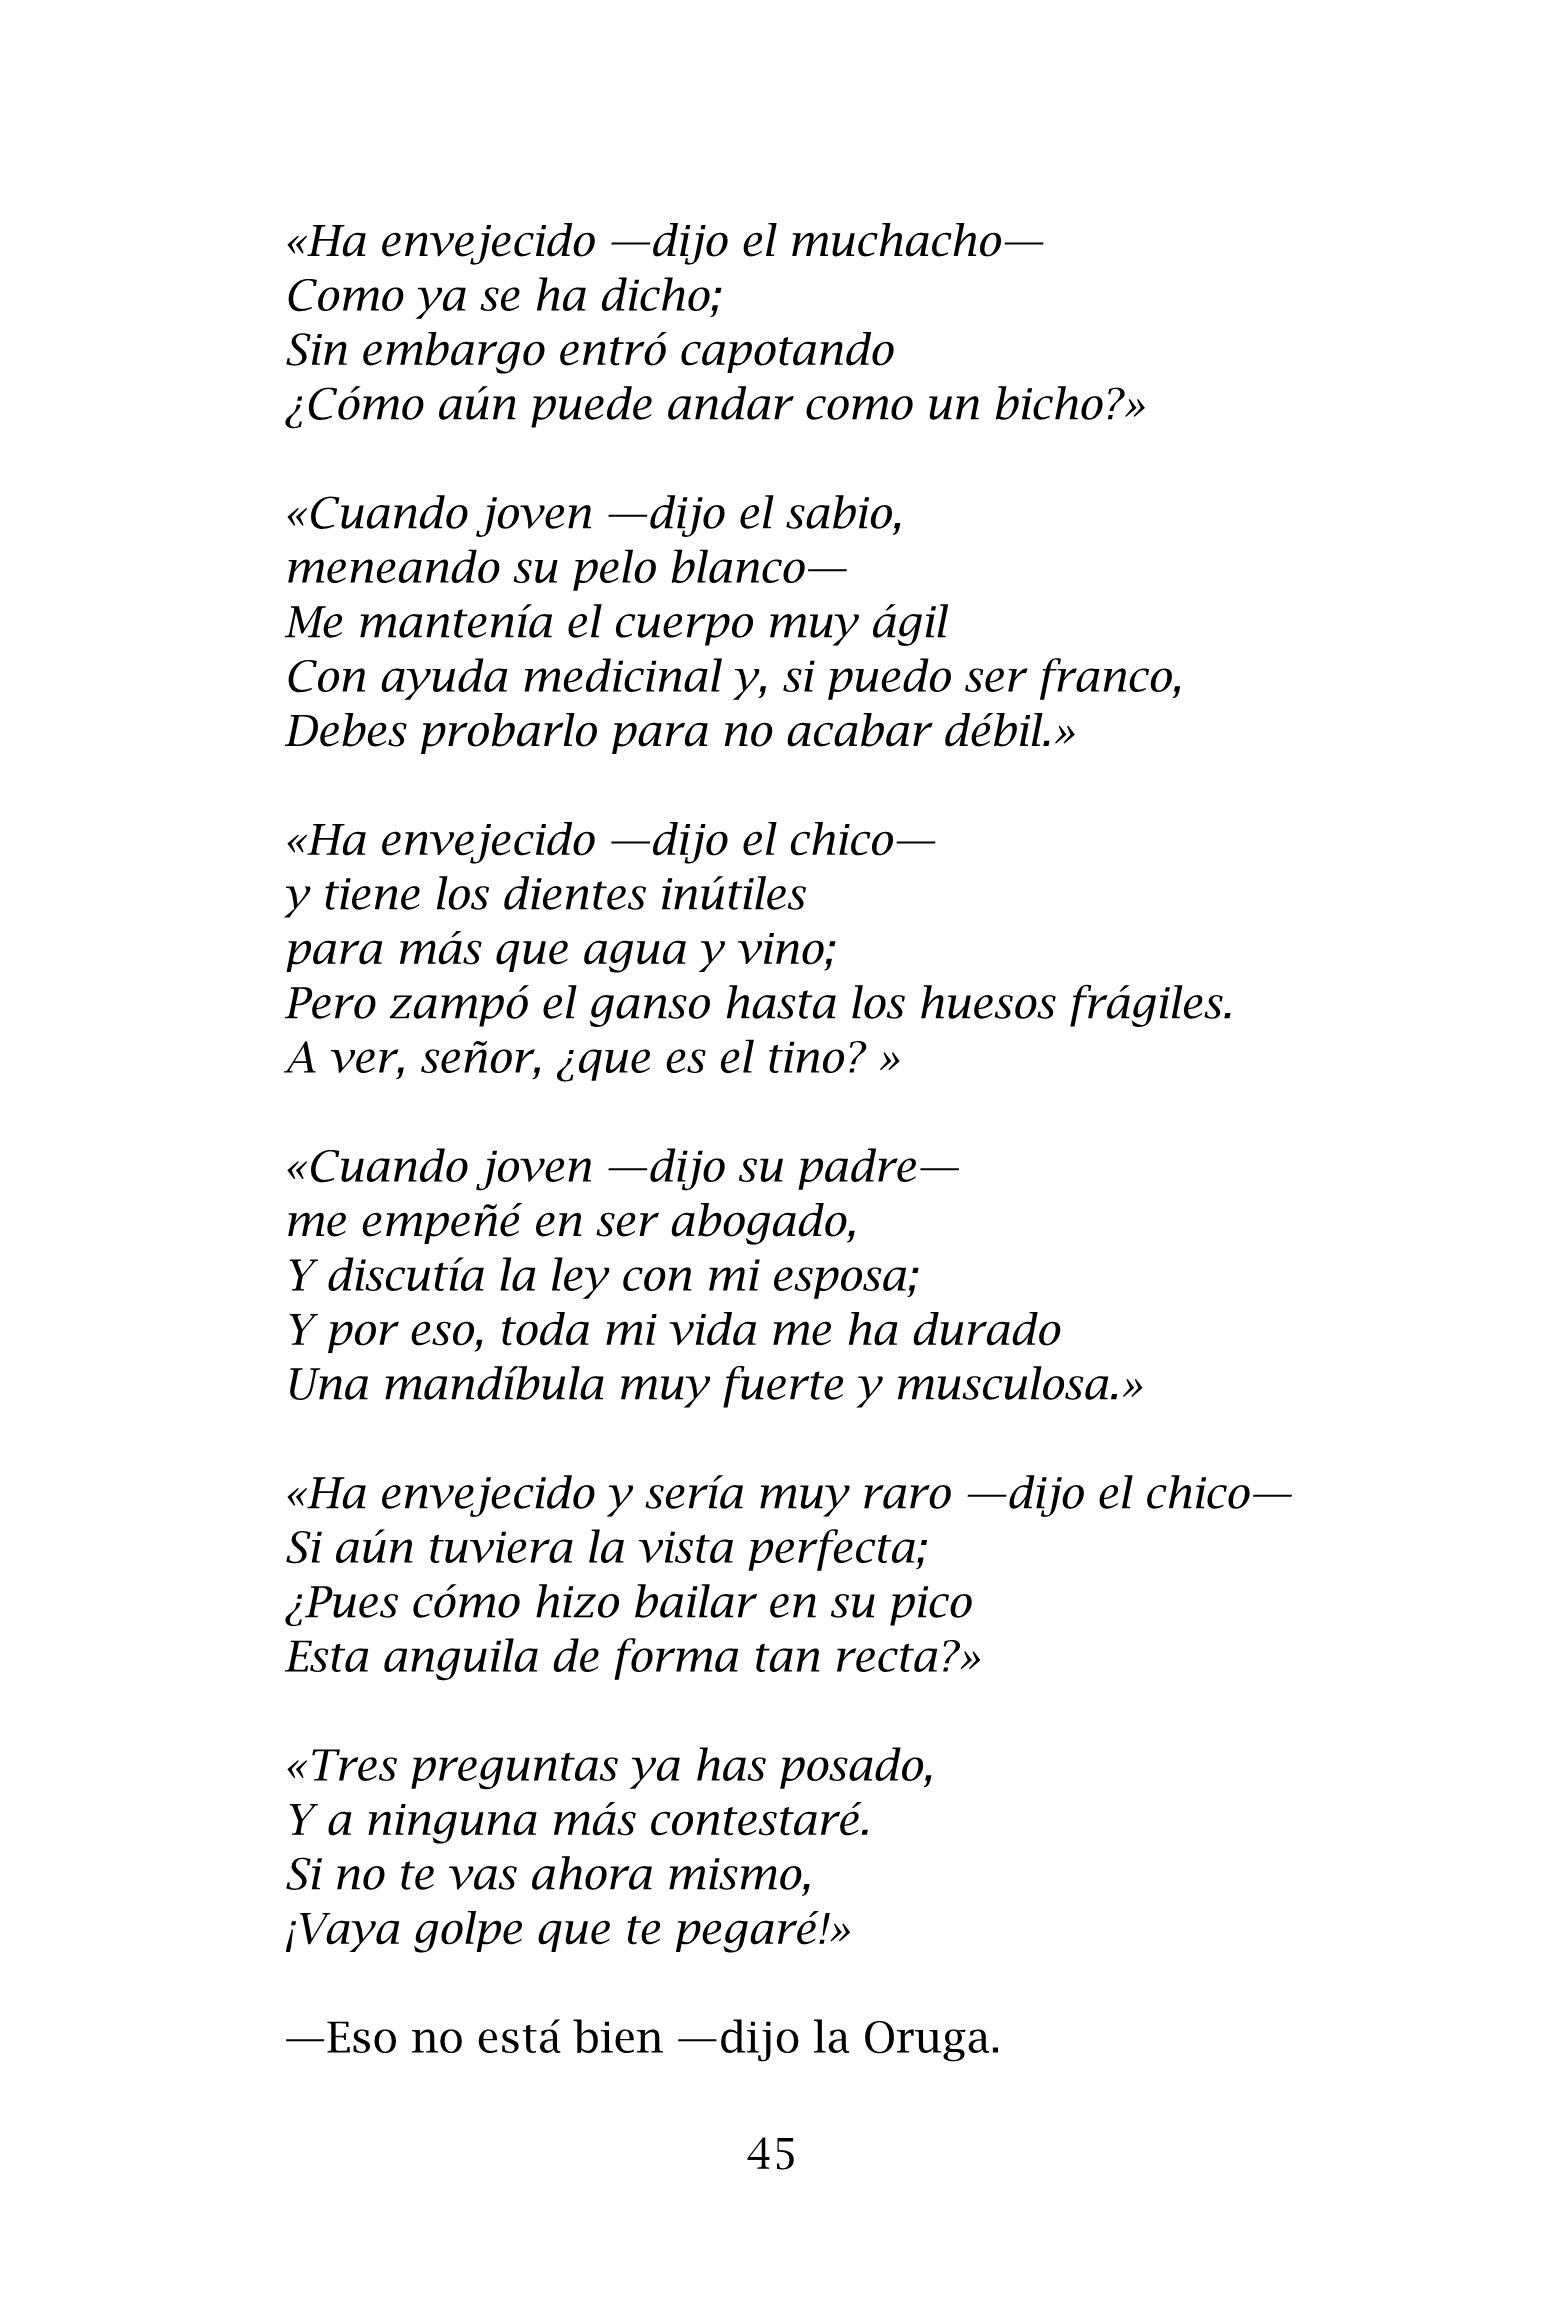 «Ha envejecido —dijo el muchacho—
Como ya se ha dicho;
Sin embargo entró capotando
¿Cómo aún puede andar como un bicho?»
«Cuando joven —dijo el sabio,
meneando su pelo blanco—
Me mantenía el cuerpo muy ágil
Con ayuda medicinal y, si puedo ser franco,
Debes probarlo para no acabar débil.»
«Ha envejecido —dijo el chico—
y tiene los dientes inútiles
para más que agua y vino;
Pero zampó el ganso hasta los huesos frágiles.
A ver, señor, ¿que es el tino? »
«Cuando joven —dijo su padre—
me empeñé en ser abogado,
Y discutía la ley con mi esposa;
Y por eso, toda mi vida me ha durado
Una mandíbula muy fuerte y musculosa.»
«Ha envejecido y sería muy raro —dijo el chico—
Si aún tuviera la vista perfecta;
¿Pues cómo hizo bailar en su pico
Esta anguila de forma tan recta?»
«Tres preguntas ya has posado,
Y a ninguna más contestaré.
Si no te vas ahora mismo,
¡Vaya golpe que te pegaré!»
—Eso no está bien —dijo la Oruga.
45